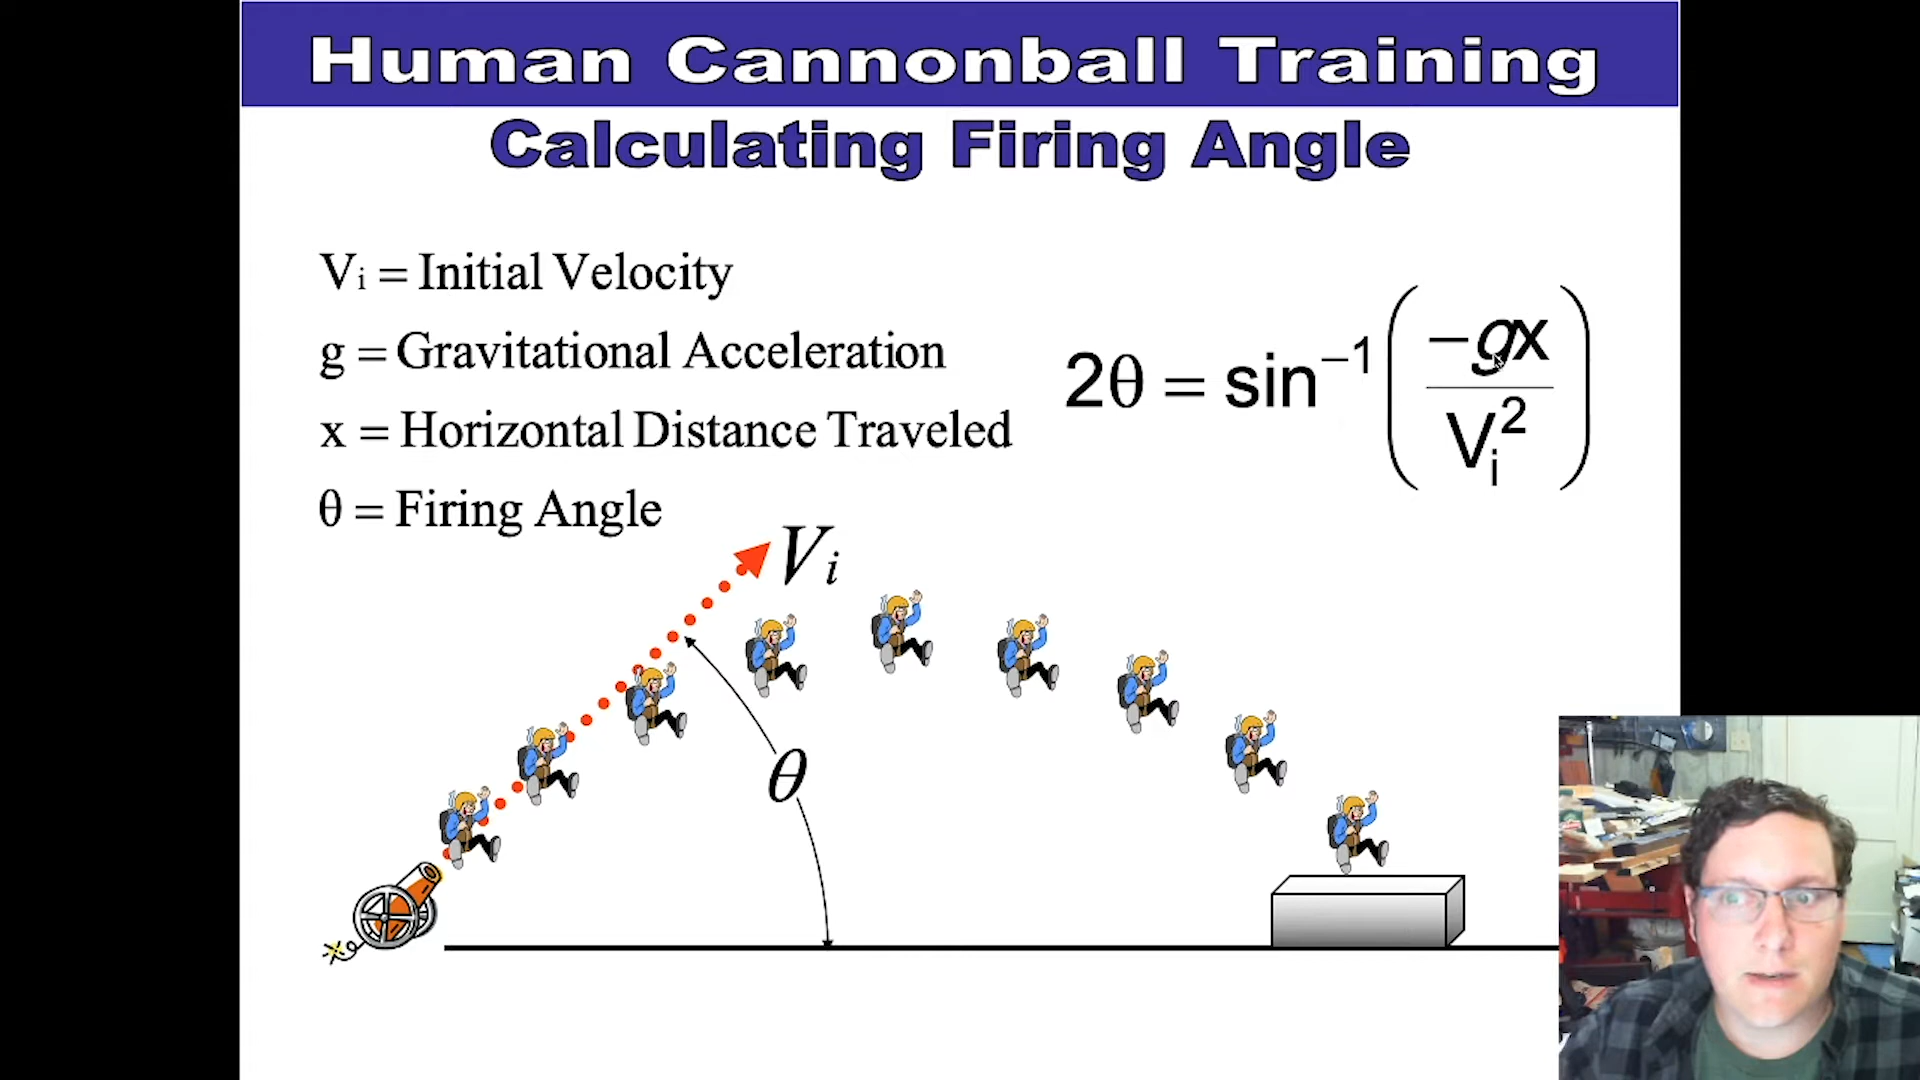 Human Cannonball Training
Calculating Firing Angle
Vᵢ = Initial Velocity
g = Gravitational Acceleration
x = Horizontal Distance Traveled
θ = Firing Angle
2θ = sin⁻¹(−gx/Vᵢ²)
Vᵢ
θ